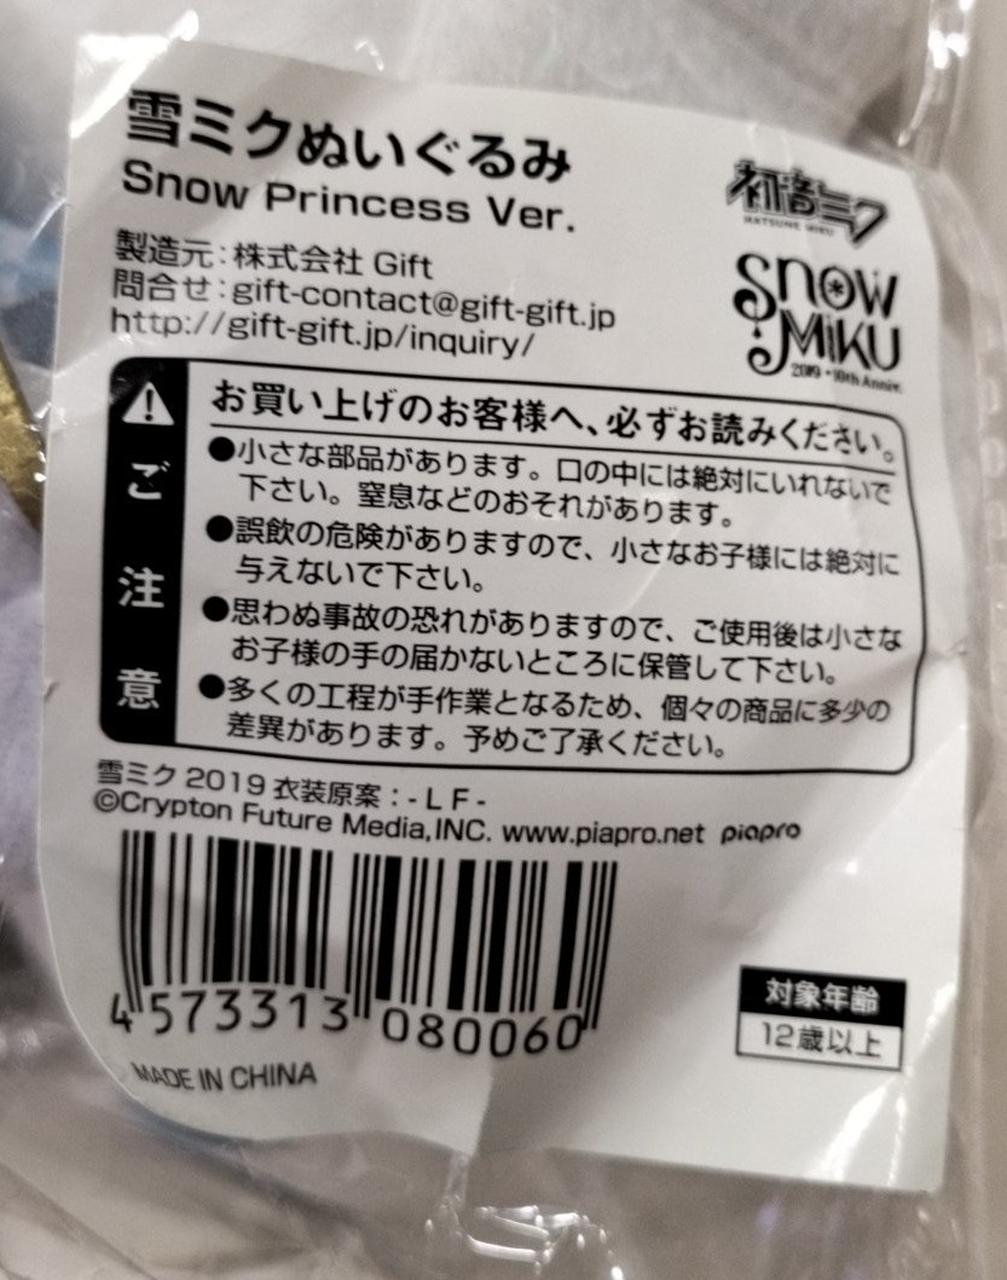 雪ミクぬいぐるみ
Snow Princess Ver.
製造元：株式会社 Gift
問合せ：gift-contact@gift-gift.jp
http://gift-gift.jp/inquiry/
初音ミク
HATSUNE MIKU
SNOW
MIKU
2019・10th Anniv.
ご注意
お買い上げのお客様へ、必ずお読みください。
●小さな部品があります。口の中には絶対にいれないで
下さい。窒息などのおそれがあります。
●誤飲の危険がありますので、小さなお子様には絶対に
与えないで下さい。
●思わぬ事故の恐れがありますので、ご使用後は小さな
お子様の手の届かないところに保管して下さい。
●多くの工程が手作業となるため、個々の商品に多少の
差異があります。予めご了承ください。
雪ミク 2019 衣装原案：- L F -
©Crypton Future Media,INC. www.piapro.net piapro
4 573313 080060
対象年齢
12歳以上
MADE IN CHINA